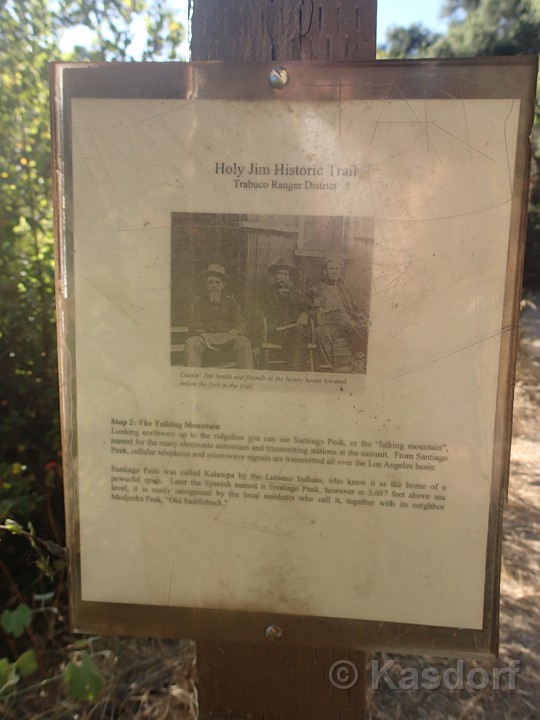 Holy Jim Historic Trail
Trabuco Ranger District
Cussin' Jim Smith and friends at the honey house located
below the fork in the trail.
Stop 2: The Talking Mountain
Looking northwest up to the ridgeline you can see Santiago Peak, or the "talking mountain",
named for the many electronic antennaes and transmitting stations at the summit. From Santiago
Peak, cellular telephone and microwave signals are transmitted all over the Los Angeles basin.
Santiago Peak was called Kalawpa by the Luiseno Indians, who knew it as the home of a
powerful spirit. Later the Spanish named it Santiago Peak, however at 5,687 feet above sea
level, it is easily recognized by the local residents who call it, together with its neighbor
Modjeska Peak, "Old Saddleback."
© Kasdorf